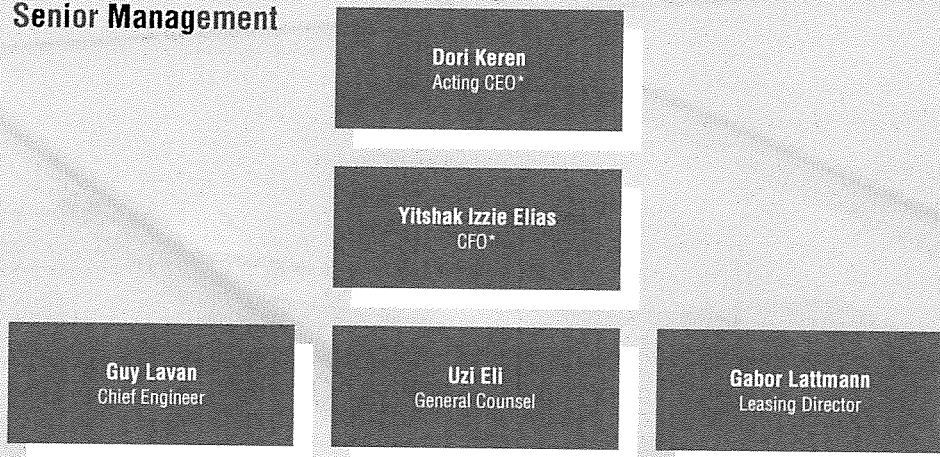 Senior Management
Dori Keren
Acting CEO*
Yitshak Izzie Elias
CFO*
Guy Lavan
Chief Engineer
Uzi Eli
General Counsel
Gabor Lattmann
Leasing Director